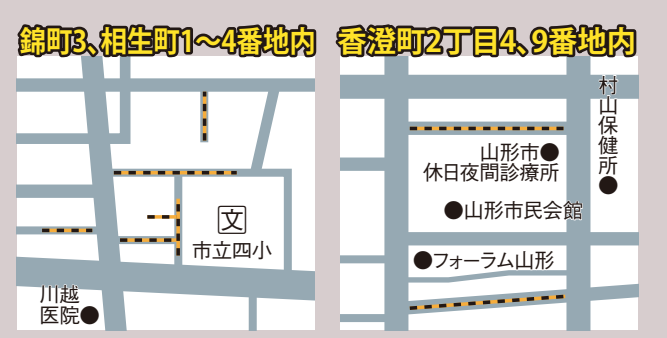 錦町3、相生町1〜4番地内
文
市立四小
川越
医院●
香澄町2丁目4、9番地内
村山保健所●
山形市●
休日夜間診療所
●山形市民会館
●フォーラム山形